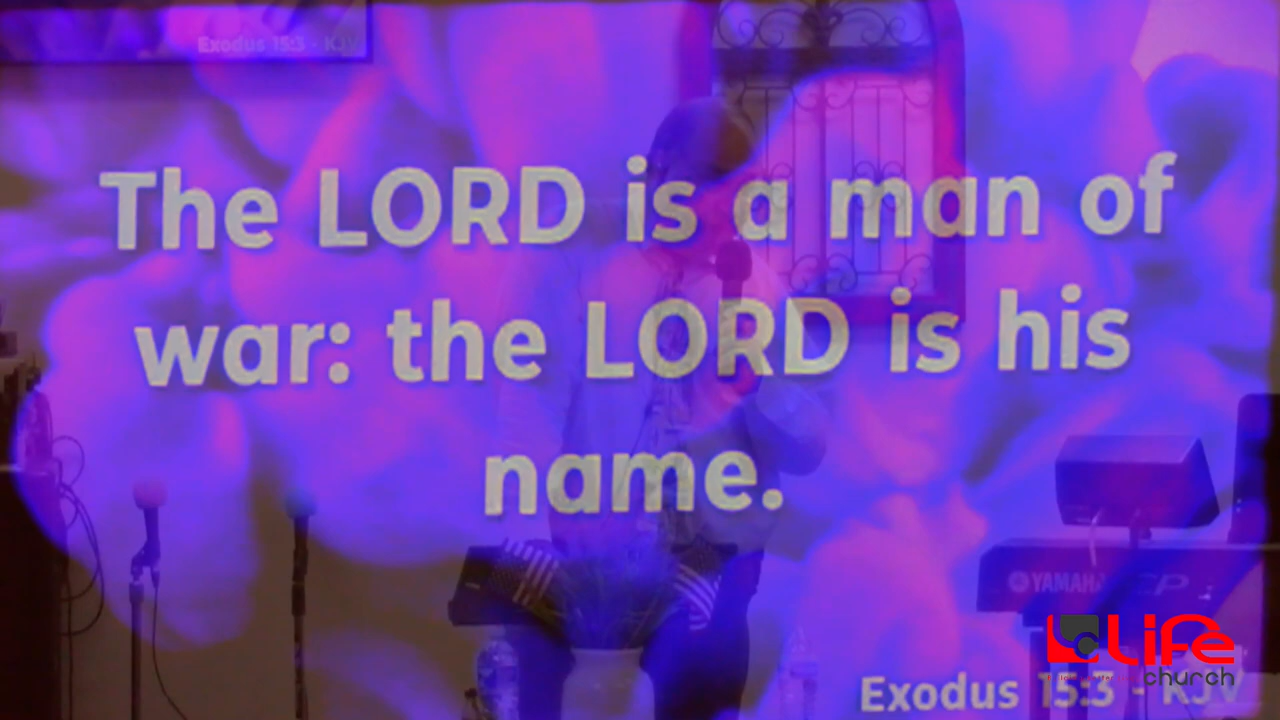 Exodus 15:3 - KJV
The LORD is a man of
war: the LORD is his
name.
YAMAHA CP
Life
church
Exodus 15:3 - KJV